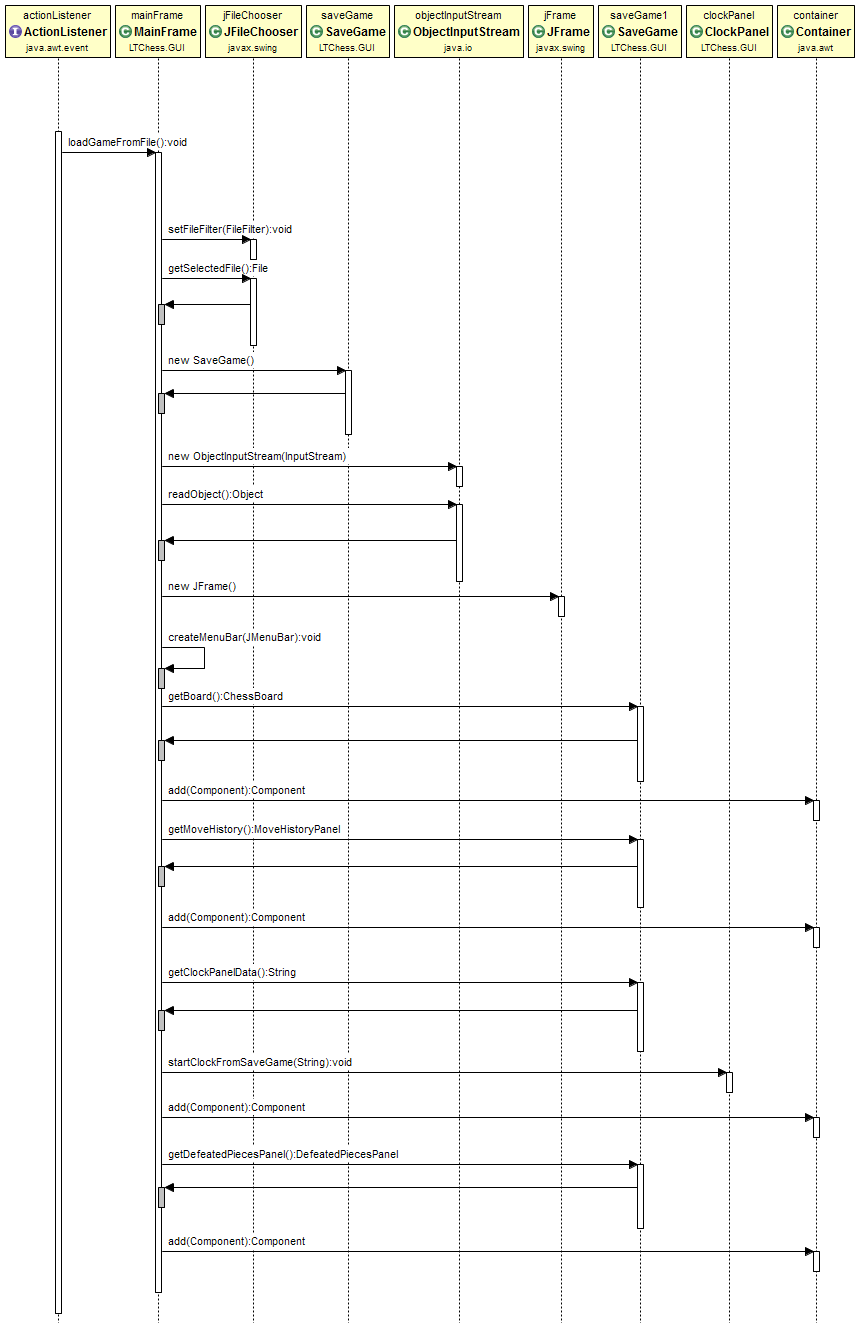 actionListener
I ActionListener
java.awt.event
mainFrame
C MainFrame
LTChess.GUI
jFileChooser
C JFileChooser
javax.swing
saveGame
C SaveGame
LTChess.GUI
objectInputStream
C ObjectInputStream
java.io
jFrame
C JFrame
javax.swing
saveGame1
C SaveGame
LTChess.GUI
clockPanel
C ClockPanel
LTChess.GUI
container
C Container
java.awt
loadGameFromFile():void
setFileFilter(FileFilter):void
getSelectedFile():File
new SaveGame()
new ObjectInputStream(InputStream)
readObject():Object
new JFrame()
createMenuBar(JMenuBar):void
getBoard():ChessBoard
add(Component):Component
getMoveHistory():MoveHistoryPanel
add(Component):Component
getClockPanelData():String
startClockFromSaveGame(String):void
add(Component):Component
getDefeatedPiecesPanel():DefeatedPiecesPanel
add(Component):Component